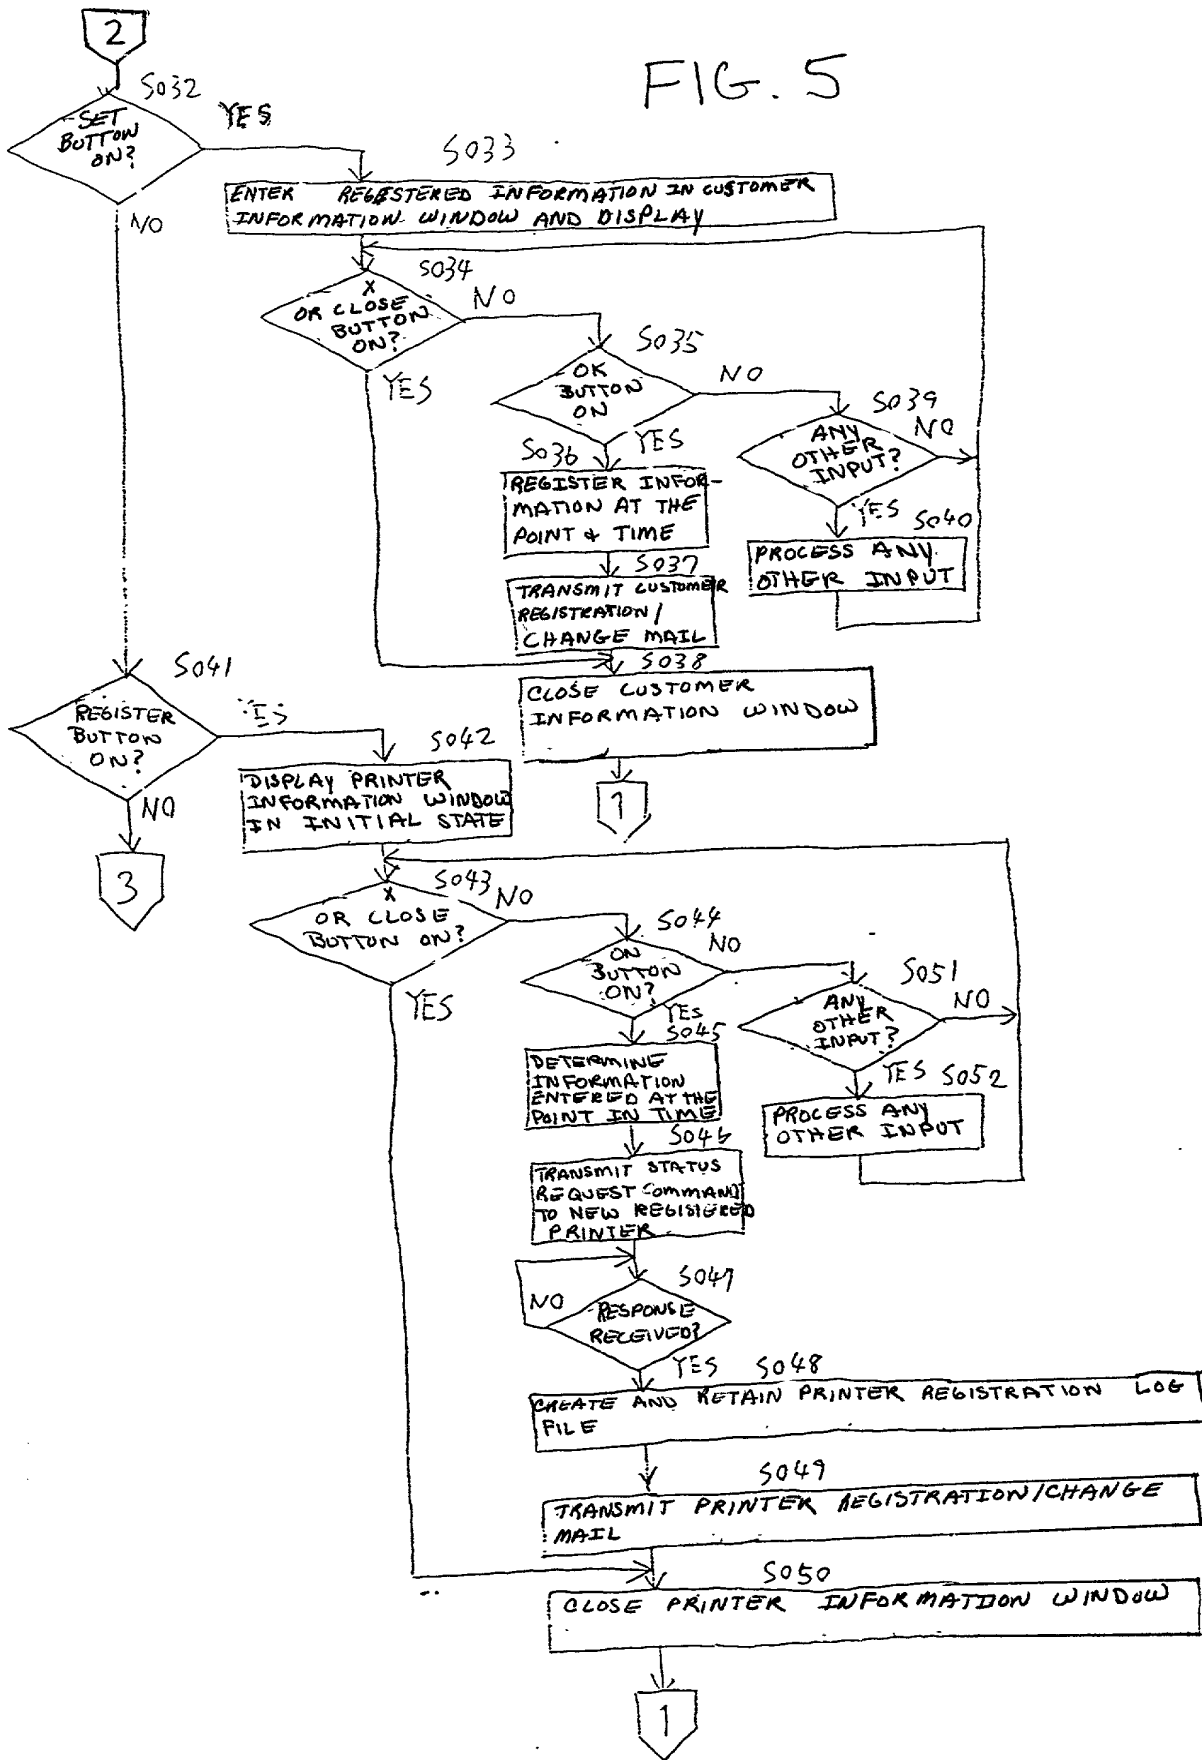 2
FIG. 5
S032
SET
BUTTON
ON?
YES
NO
S033
ENTER REGISTERED INFORMATION IN CUSTOMER
INFORMATION WINDOW AND DISPLAY
S034
X
OR CLOSE
BUTTON
ON?
NO
YES
S035
OK
BUTTON
ON
NO
YES
S039
ANY
OTHER
INPUT?
NO
YES
S036
REGISTER INFOR-
MATION AT THE
POINT & TIME
S040
PROCESS ANY
OTHER INPUT
S037
TRANSMIT CUSTOMER
REGISTRATION/
CHANGE MAIL
S038
CLOSE CUSTOMER
INFORMATION WINDOW
1
S041
REGISTER
BUTTON
ON?
YES
NO
3
S042
DISPLAY PRINTER
INFORMATION WINDOW
IN INITIAL STATE
S043
X
OR CLOSE
BUTTON ON?
NO
YES
S044
ON
BUTTON
ON?
NO
YES
S051
ANY
OTHER
INPUT?
NO
YES
S045
DETERMINE
INFORMATION
ENTERED AT THE
POINT IN TIME
S052
PROCESS ANY
OTHER INPUT
S046
TRANSMIT STATUS
REQUEST COMMAND
TO NEW REGISTERED
PRINTER
S047
RESPONSE
RECEIVED?
NO
YES
S048
CREATE AND RETAIN PRINTER REGISTRATION LOG
FILE
S049
TRANSMIT PRINTER REGISTRATION/CHANGE
MAIL
S050
CLOSE PRINTER INFORMATION WINDOW
1